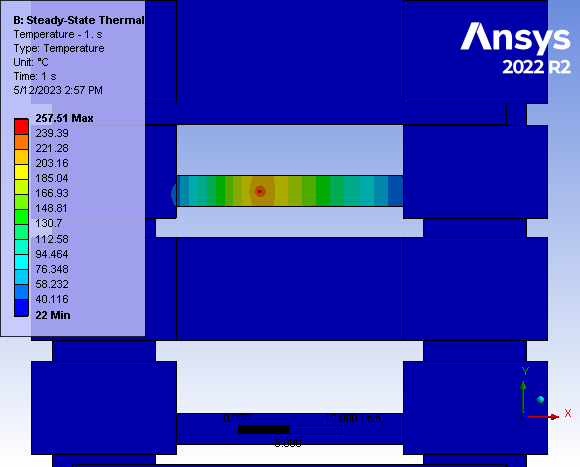 B: Steady-State Thermal
Temperature - 1. s
Type: Temperature
Unit: °C
Time: 1 s
5/12/2023 2:57 PM
Ansys
2022 R2
257.51 Max
239.39
221.28
203.16
185.04
166.93
148.81
130.7
112.58
94.464
76.348
58.232
40.116
22 Min
Y
X